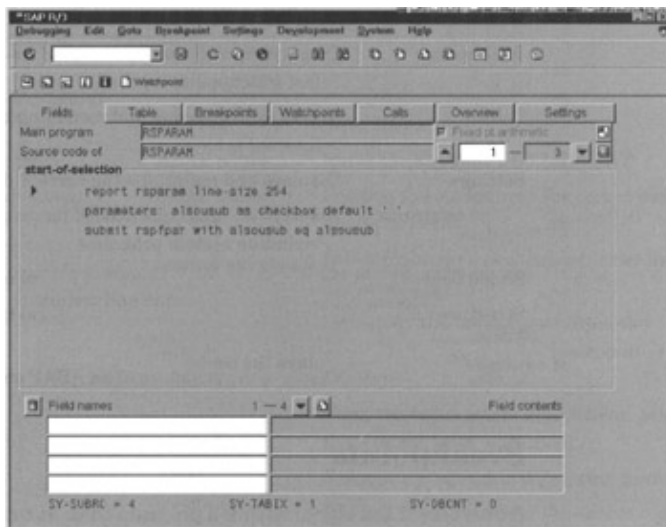 SAP R/3
Debugging Edit Goto Breakpoint Settings Development System Help
Watchpoint
Fields Table Breakpoints Watchpoints Calls Overview Settings
Main program RSPARAM Fixed pt arithmetic
Source code of RSPARAM 1 — 3
start-of-selection
report rsparam line-size 254.
parameters: alsousub as checkbox default ' '.
submit rspfpar with alsousub eq alsousub.
Field names 1 — 4 Field contents
SY-SUBRC = 4 SY-TABIX = 1 SY-DBCNT = 0